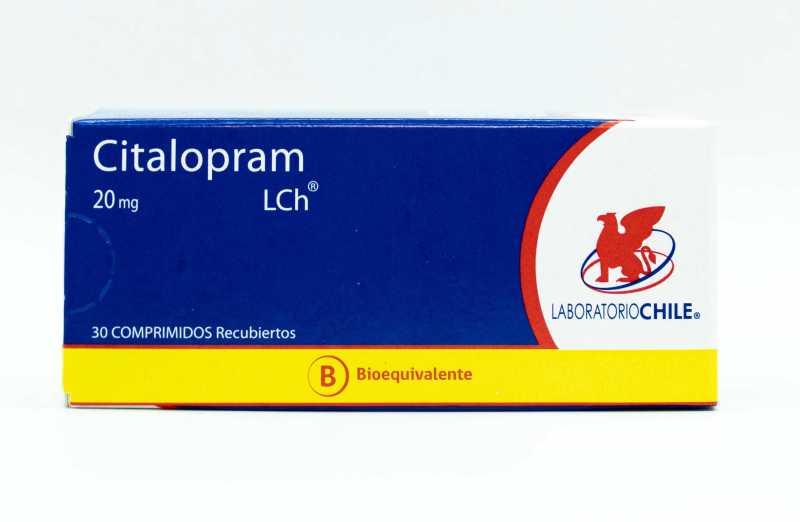 Citalopram
20 mg LCh®
30 COMPRIMIDOS Recubiertos
LABORATORIOCHILE®
B Bioequivalente